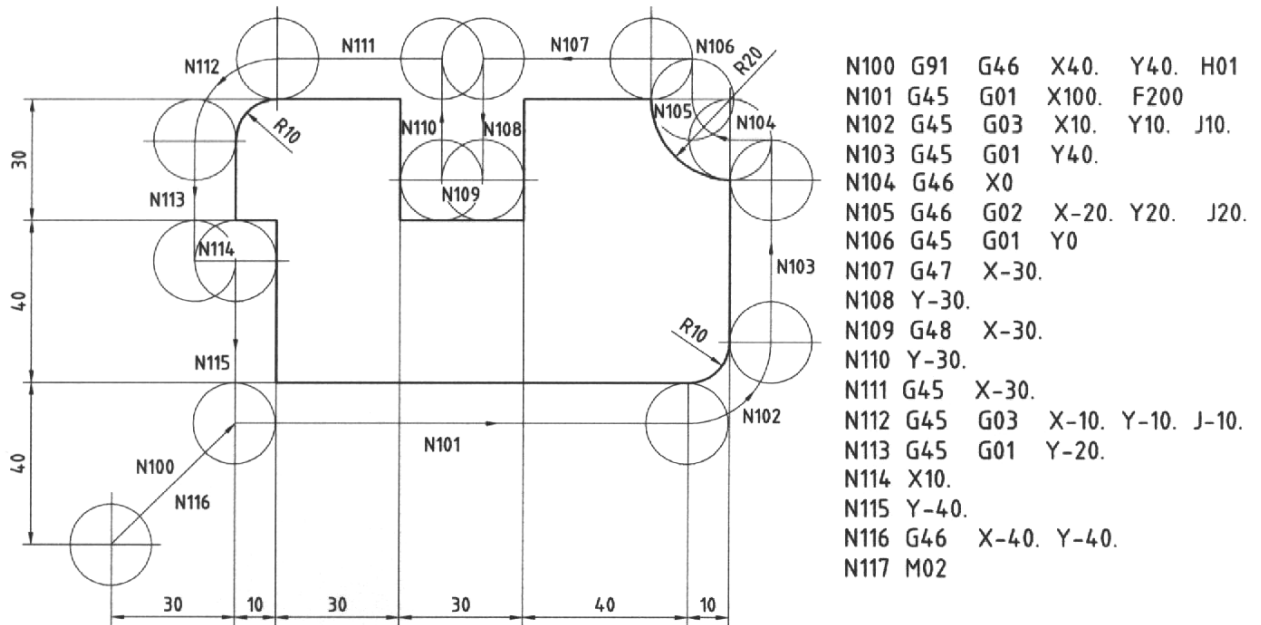 N111
N107
N106
R20
N112
R10
N110
N108
N105
N104
N109
N113
N114
N103
R10
N115
N102
N101
N100
N116
30
40
40
30
10
30
30
40
10
N100 G91 G46 X40. Y40. H01
N101 G45 G01 X100. F200
N102 G45 G03 X10. Y10. J10.
N103 G45 G01 Y40.
N104 G46 X0
N105 G46 G02 X-20. Y20. J20.
N106 G45 G01 Y0
N107 G47 X-30.
N108 Y-30.
N109 G48 X-30.
N110 Y-30.
N111 G45 X-30.
N112 G45 G03 X-10. Y-10. J-10.
N113 G45 G01 Y-20.
N114 X10.
N115 Y-40.
N116 G46 X-40. Y-40.
N117 M02